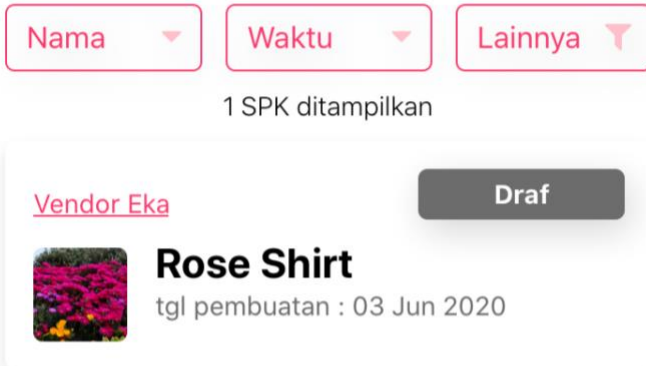 Nama
Waktu
Lainnya
1 SPK ditampilkan
Vendor Eka
Draf
Rose Shirt
tgl pembuatan : 03 Jun 2020